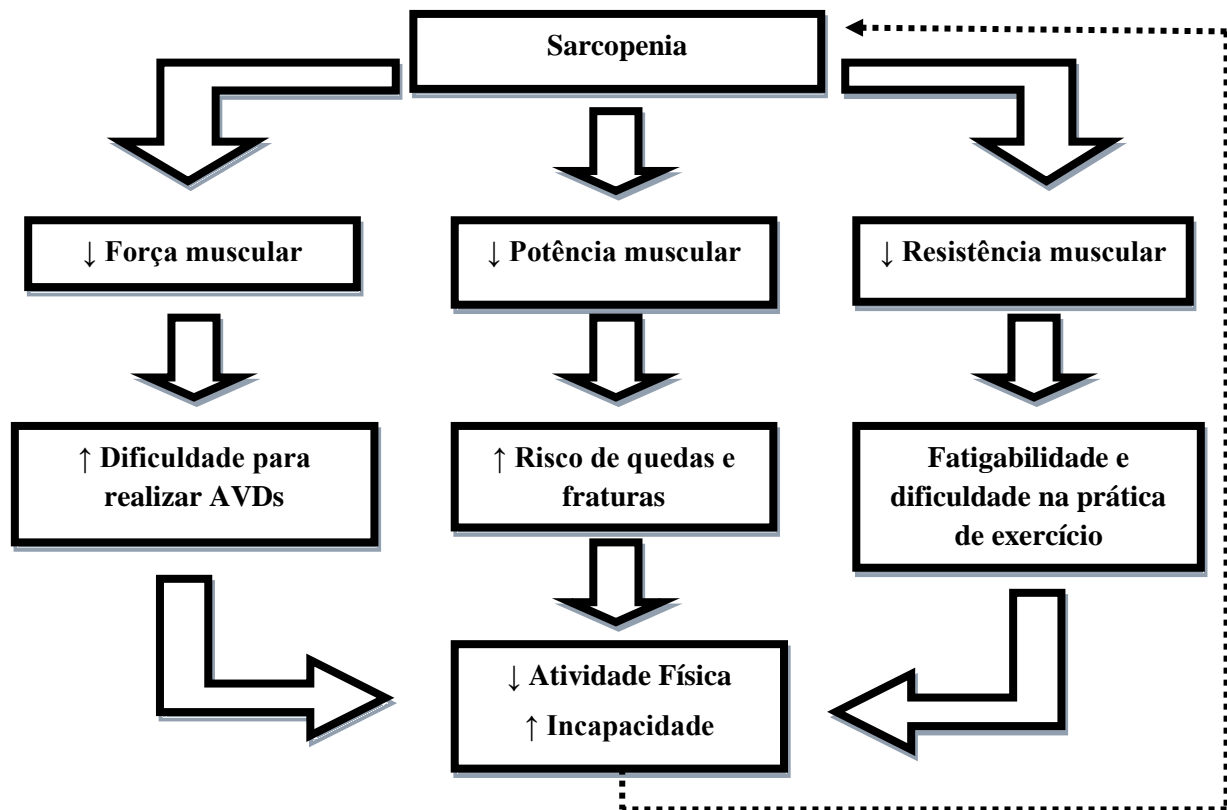 Sarcopenia
↓ Força muscular
↓ Potência muscular
↓ Resistência muscular
↑ Dificuldade para
realizar AVDs
↑ Risco de quedas e
fraturas
Fatigabilidade e
dificuldade na prática
de exercício
↓ Atividade Física
↑ Incapacidade